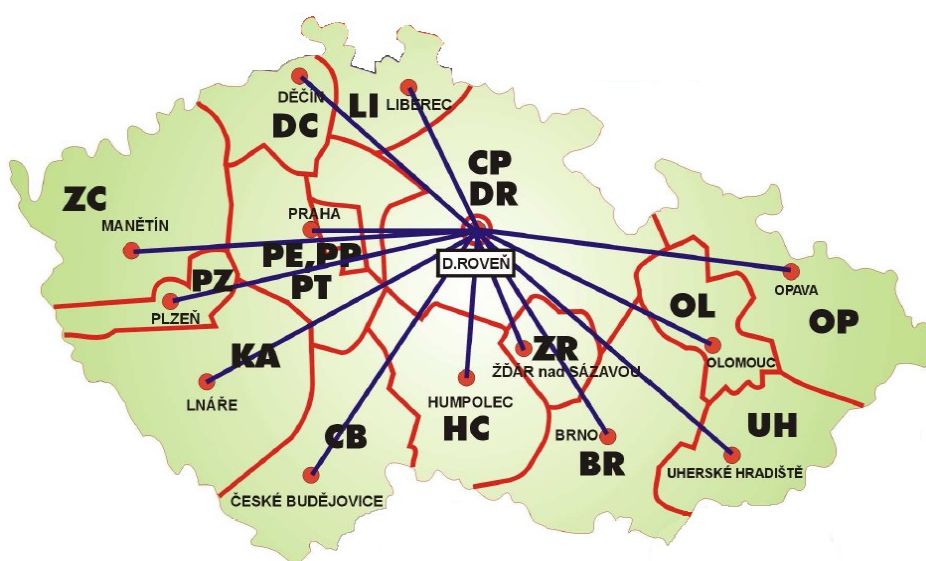 DĚČÍN
DC
LI
LIBEREC
CP
DR
ZC
MANĚTÍN
PRAHA
PE,PP
PT
D.ROVEŇ
PZ
PLZEŇ
OPAVA
OP
OL
OLOMOUC
KA
LNÁŘE
ZR
ŽĎÁR nad SÁZAVOU
HUMPOLEC
HC
CB
ČESKÉ BUDĚJOVICE
BRNO
BR
UH
UHERSKÉ HRADIŠTĚ